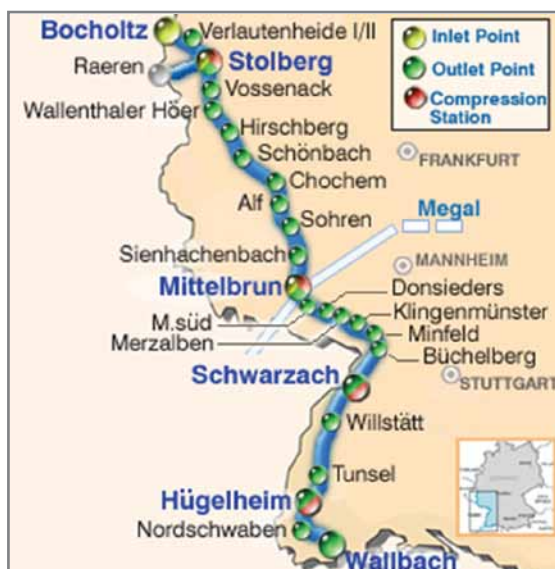 Bocholtz
Verlautenheide I/II
Raeren
Stolberg
Vossenack
Wallenthaler Höer
Hirschberg
Schönbach
Chochem
Alf
Sohren
Sienhachenbach
Mittelbrun
Megal
FRANKFURT
MANNHEIM
Donsieders
Klingenmünster
M.süd
Merzalben
Minfeld
Büchelberg
STUTTGART
Schwarzach
Willstätt
Tunsel
Hügelheim
Nordschwaben
Wallbach
Inlet Point
Outlet Point
Compression
Station